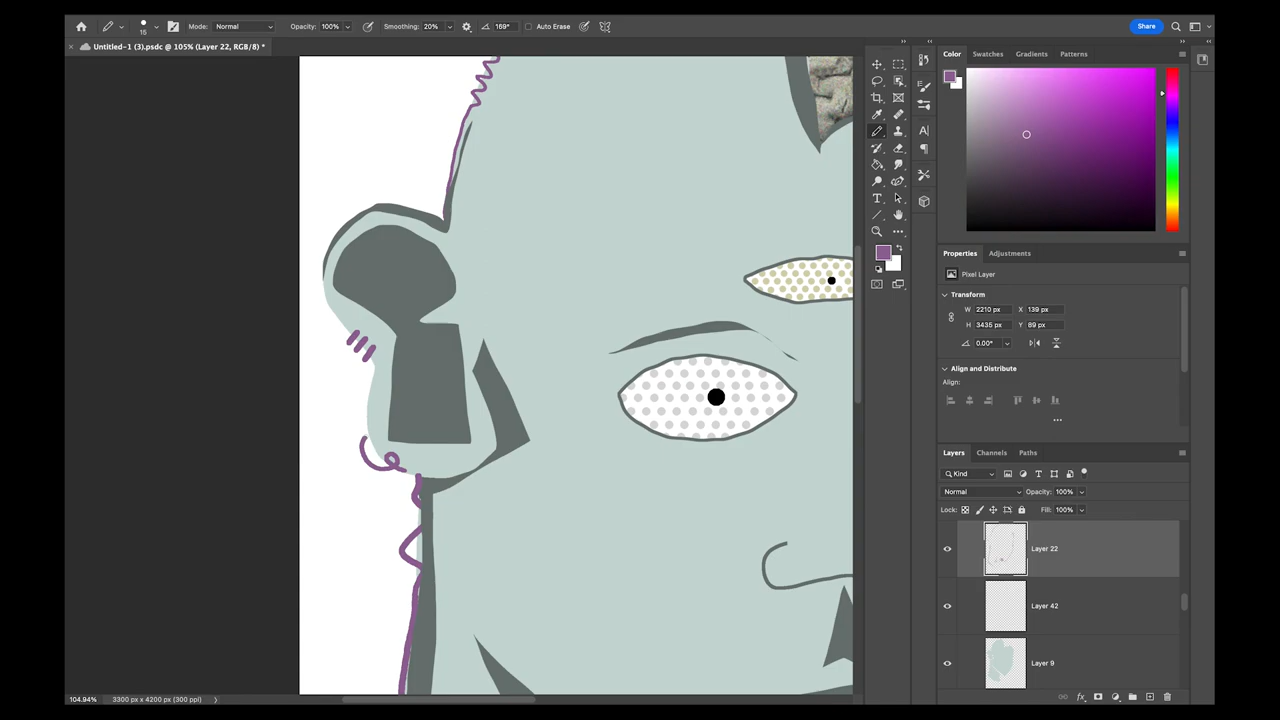 15 Mode: Normal Opacity: 100% Smoothing: 20% 169° Auto Erase Share
Untitled-1 (3).psdc @ 105% (Layer 22, RGB/8) *
Color Swatches Gradients Patterns
Properties Adjustments
Pixel Layer
Transform
W 2210 px X 139 px
H 3435 px Y 89 px
0.00°
Align and Distribute
Align:
Layers Channels Paths
Kind
Normal Opacity: 100%
Lock: Fill: 100%
Layer 22
Layer 42
Layer 9
104.94% 3300 px x 4200 px (300 ppi)